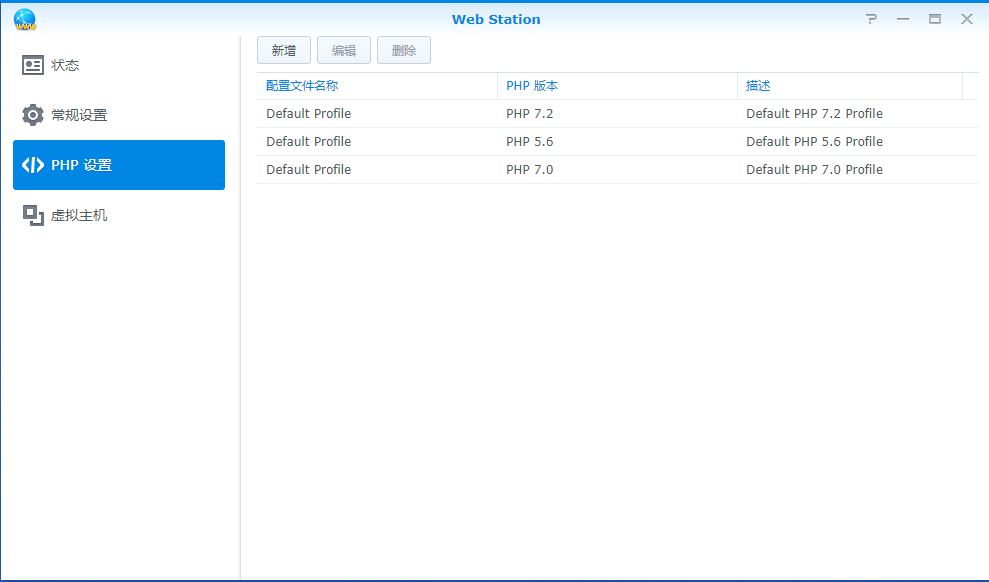 Web Station
状态
常规设置
PHP 设置
虚拟主机
新增 编辑 删除
配置文件名称 PHP 版本 描述
Default Profile PHP 7.2 Default PHP 7.2 Profile
Default Profile PHP 5.6 Default PHP 5.6 Profile
Default Profile PHP 7.0 Default PHP 7.0 Profile